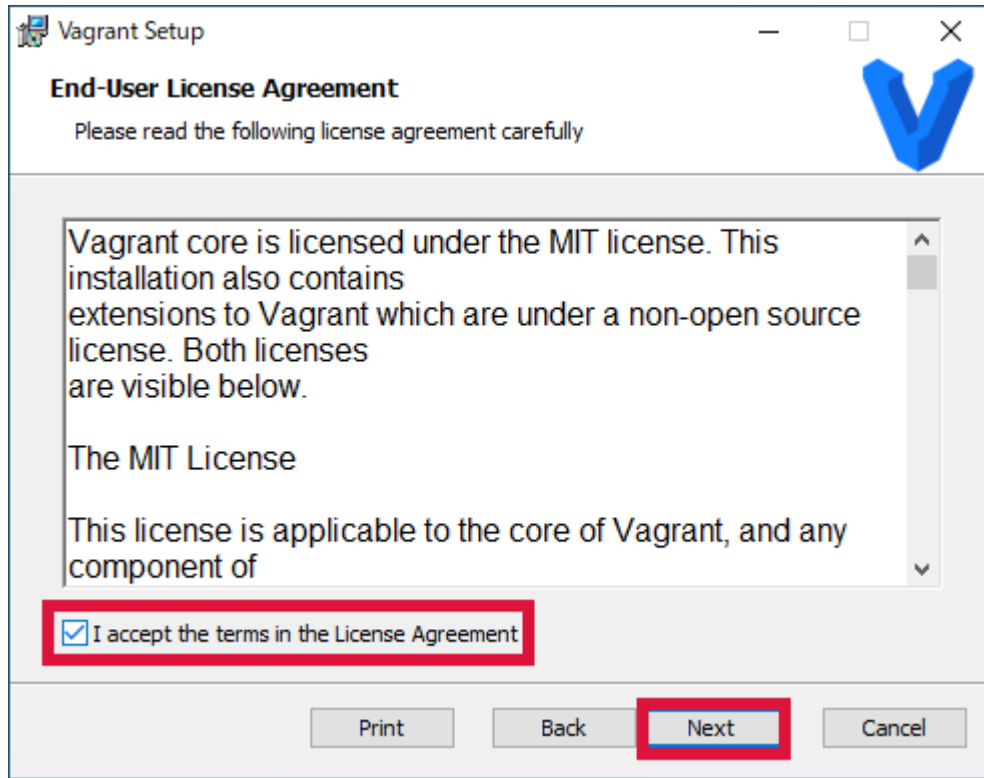 Vagrant Setup
End-User License Agreement
Please read the following license agreement carefully
Vagrant core is licensed under the MIT license. This
installation also contains
extensions to Vagrant which are under a non-open source
license. Both licenses
are visible below.
The MIT License
This license is applicable to the core of Vagrant, and any
component of
I accept the terms in the License Agreement
Print Back Next Cancel